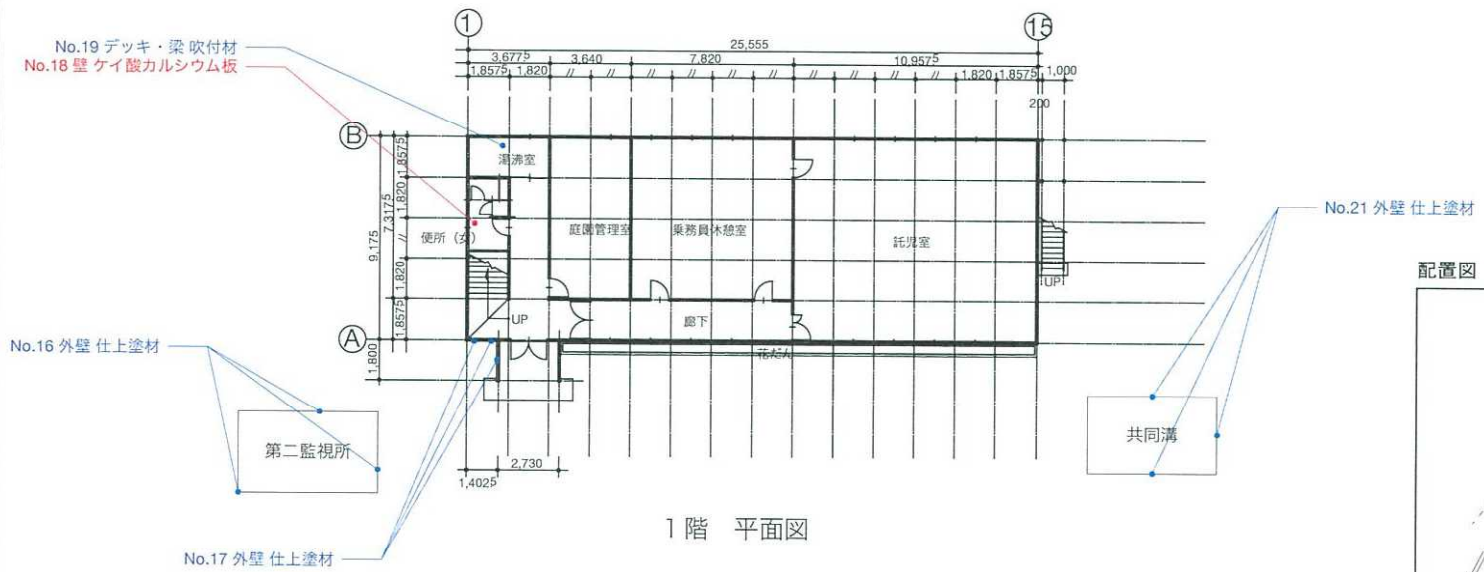 ① ⑮
25,555
3,6775 3,640 7,820 10,9575
1,8575 1,820 〃 〃 〃 〃 〃 〃 〃 〃 〃 〃 1,820 1,8575 1,000
200
No.19 デッキ・梁 吹付材
No.18 壁 ケイ酸カルシウム板
Ⓑ
湯沸室
便所（女）
庭園管理室 乗務員休憩室 託児室
No.21 外壁 仕上塗材
9,175
7,3175
1,8575
1,820
〃
1,820
1,8575
1,800
配置図
UP
UP 廊下
Ⓐ
花だん
No.16 外壁 仕上塗材
第二監視所
共同溝
2,730
1,4025
1階 平面図
No.17 外壁 仕上塗材